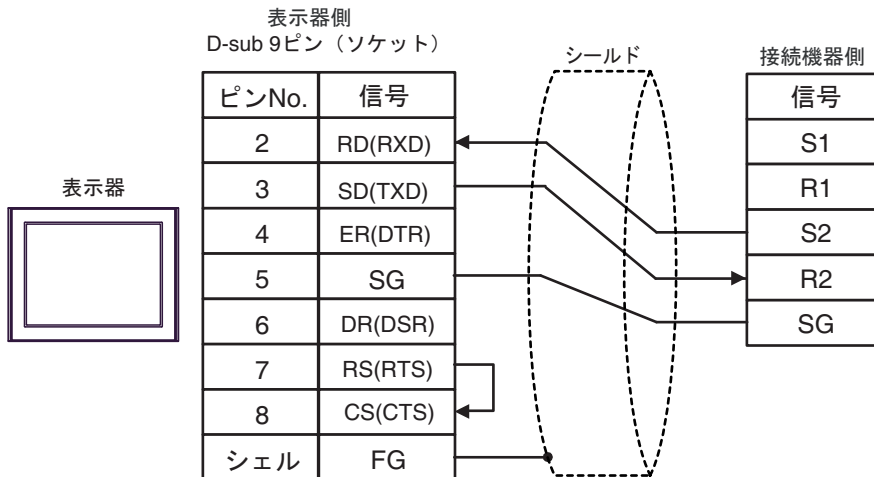 表示器側
D-sub 9ピン（ソケット）
シールド
接続機器側
ピンNo. 信号
信号
2 RD(RXD)
S1
表示器
3 SD(TXD)
R1
4 ER(DTR)
S2
5 SG
R2
6 DR(DSR)
SG
7 RS(RTS)
8 CS(CTS)
シェル FG